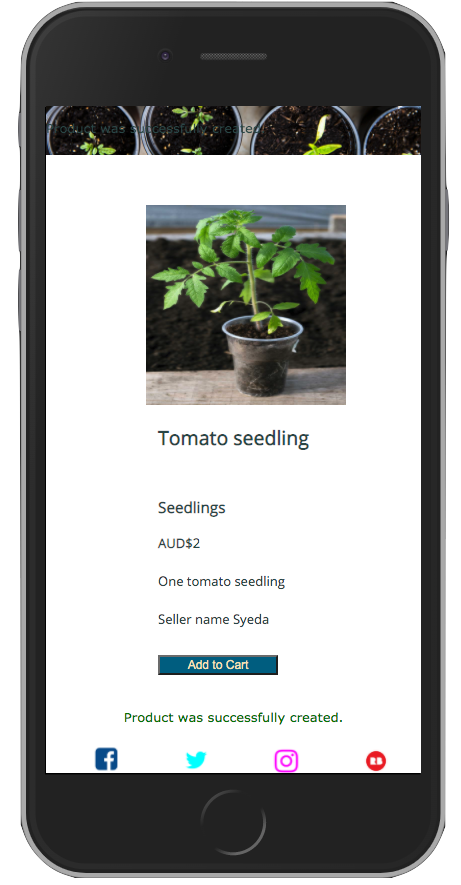 Product was successfully created.
Tomato seedling
Seedlings
AUD$2
One tomato seedling
Seller name Syeda
Add to Cart
Product was successfully created.